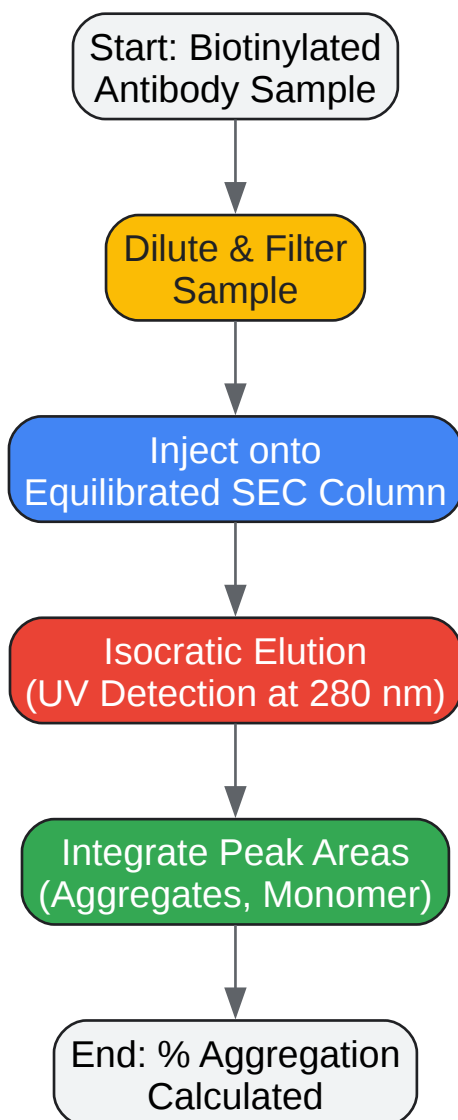 Start: Biotinylated
Antibody Sample
Dilute & Filter
Sample
Inject onto
Equilibrated SEC Column
Isocratic Elution
(UV Detection at 280 nm)
Integrate Peak Areas
(Aggregates, Monomer)
End: % Aggregation
Calculated